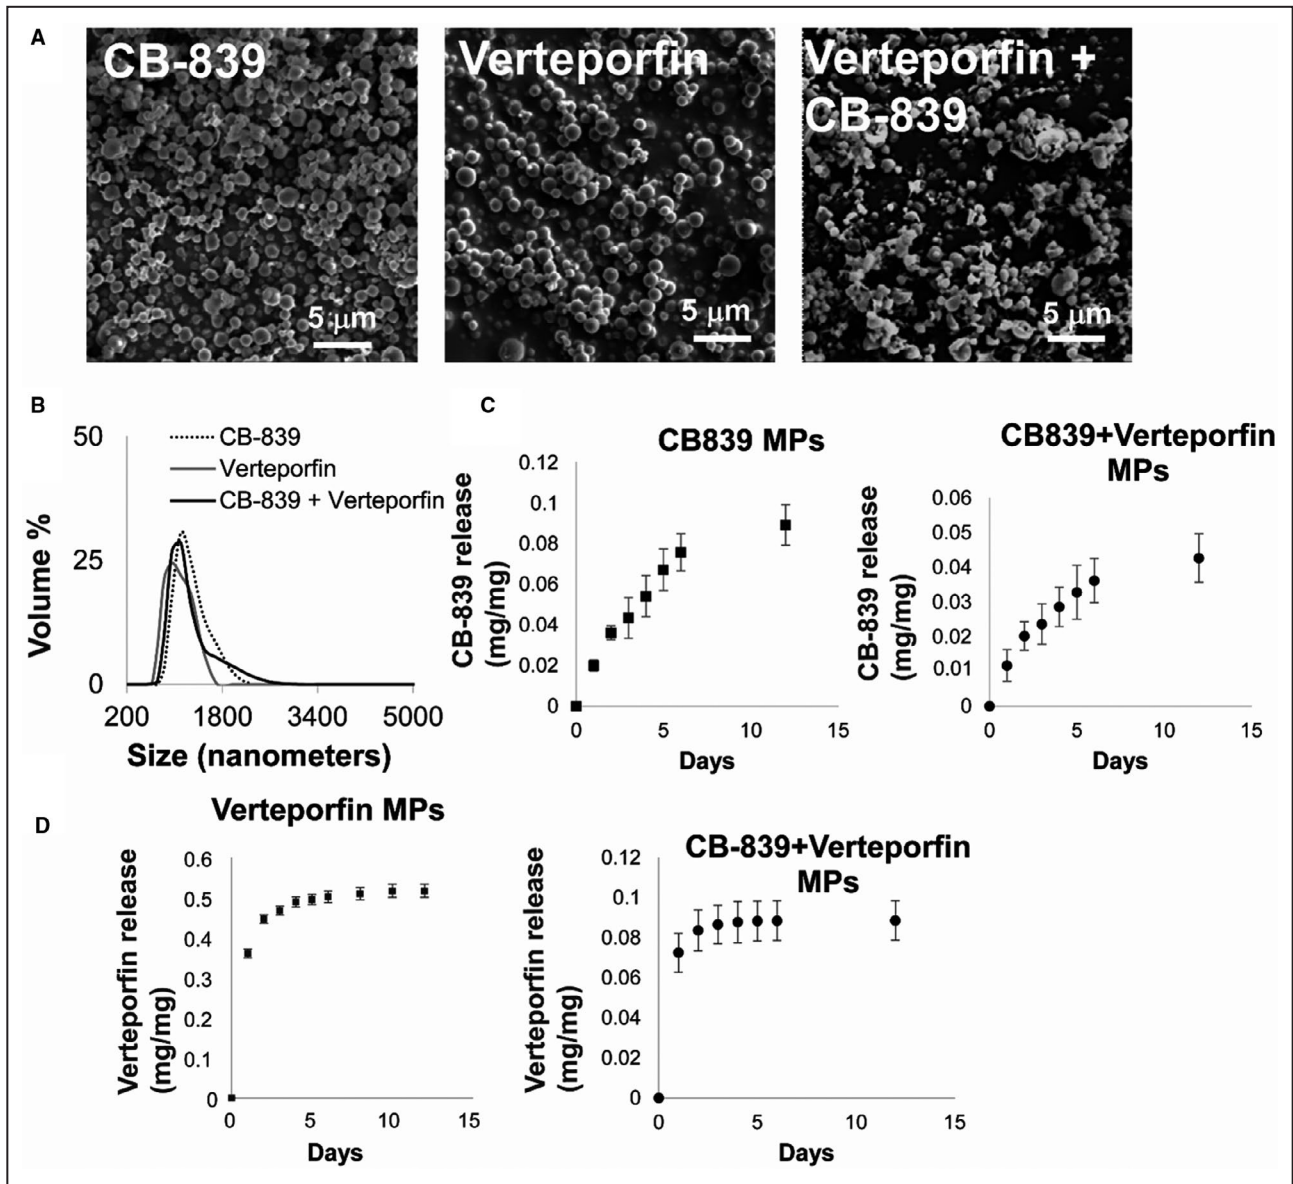 A
CB-839
5 μm
Verteporfin
5 μm
Verteporfin +
CB-839
5 μm
B
50
25
0
Volume %
CB-839
Verteporfin
CB-839 + Verteporfin
200
1800
3400
5000
Size (nanometers)
C
CB839 MPs
CB-839 release
(mg/mg)
0.12
0.1
0.08
0.06
0.04
0.02
0
0
5
10
15
Days
CB839+Verteporfin
MPs
CB-839 release
(mg/mg)
0.06
0.05
0.04
0.03
0.02
0.01
0
0
5
10
15
Days
D
Verteporfin MPs
Verteporfin release
(mg/mg)
0.6
0.5
0.4
0.3
0.2
0.1
0
0
5
10
15
Days
CB-839+Verteporfin
MPs
Verteporfin release
(mg/mg)
0.12
0.1
0.08
0.06
0.04
0.02
0
0
5
10
15
Days